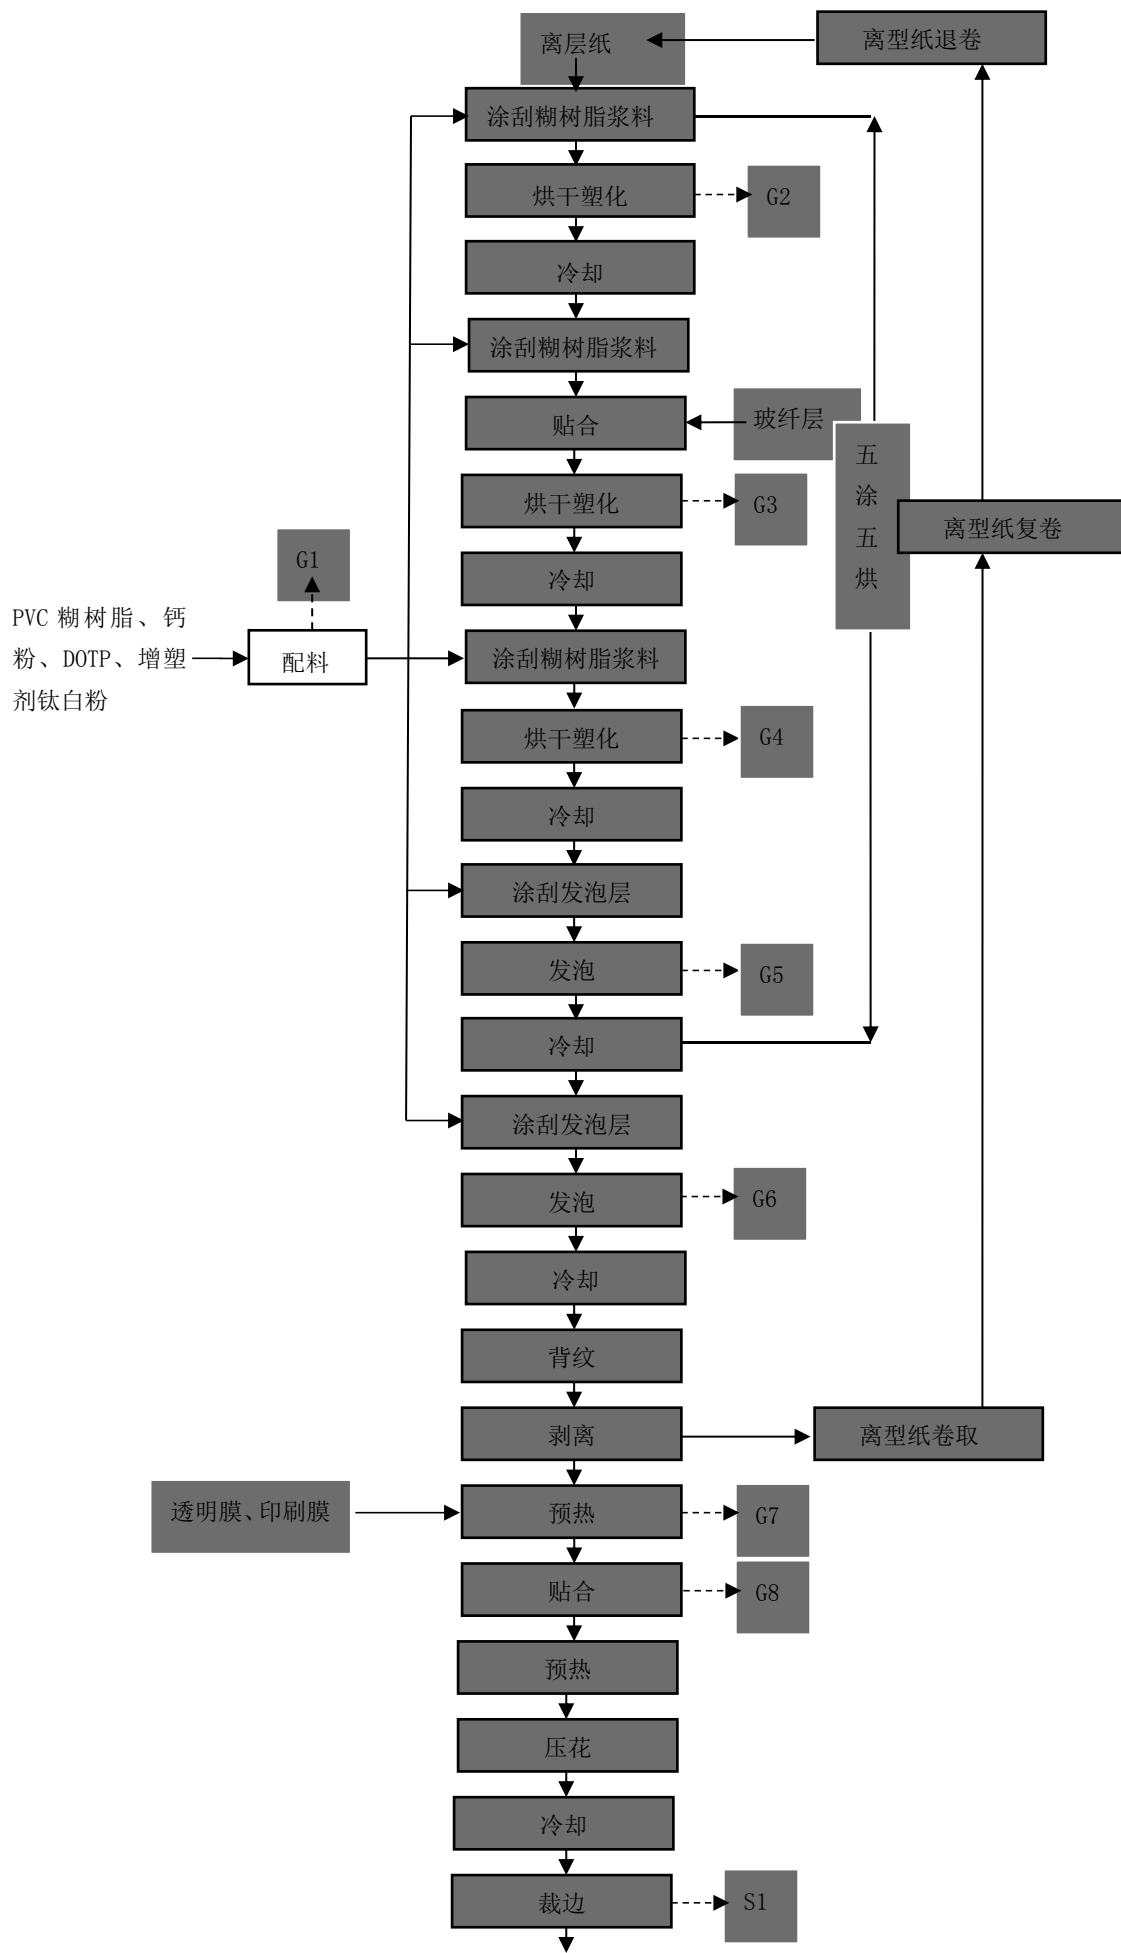 离层纸
离型纸退卷
涂刮糊树脂浆料
烘干塑化
G2
冷却
涂刮糊树脂浆料
贴合
玻纤层
五
涂
五
烘
烘干塑化
G3
离型纸复卷
G1
冷却
PVC 糊树脂、钙
粉、DOTP、增塑
剂钛白粉
配料
涂刮糊树脂浆料
烘干塑化
G4
冷却
涂刮发泡层
发泡
G5
冷却
涂刮发泡层
发泡
G6
冷却
背纹
剥离
离型纸卷取
透明膜、印刷膜
预热
G7
贴合
G8
预热
压花
冷却
裁边
S1